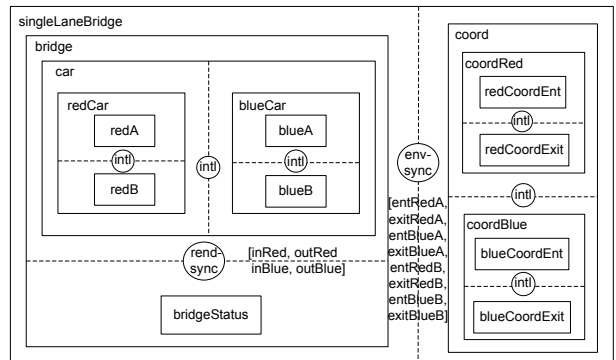 singleLaneBridge
bridge
car
redCar
redA
intl
redB
intl
blueCar
blueA
intl
blueB
rend-
sync
[inRed, outRed
inBlue, outBlue]
bridgeStatus
env-
sync
[entRedA,
exitRedA,
entBlueA,
exitBlueA,
entRedB,
exitRedB,
entBlueB,
exitBlueB]
coord
coordRed
redCoordEnt
intl
redCoordExit
intl
coordBlue
blueCoordEnt
intl
blueCoordExit